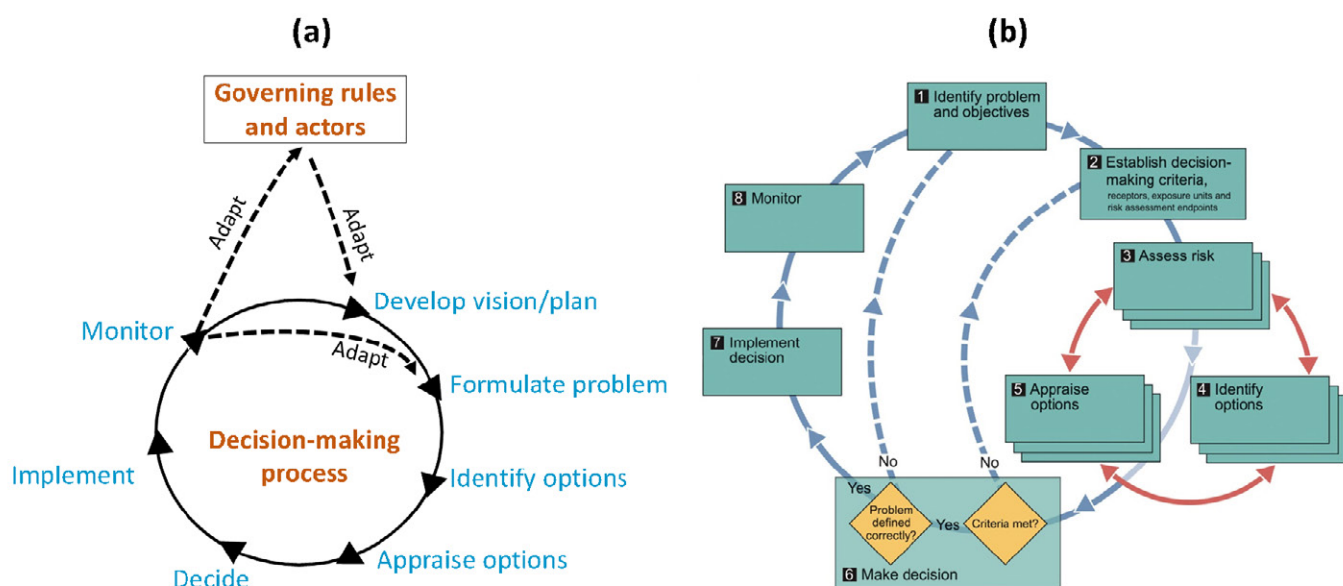 (a)
Governing rules
and actors
Adapt
Adapt
Develop vision/plan
Monitor
Adapt
Formulate problem
Decision-making
process
Implement
Identify options
Appraise options
Decide
(b)
1 Identify problem
and objectives
2 Establish decision-
making criteria,
receptors, exposure units and
risk assessment endpoints
8 Monitor
3 Assess risk
7 Implement
decision
5 Appraise
options
4 Identify
options
No
No
Yes
Problem
defined
correctly?
Yes
Criteria met?
6 Make decision